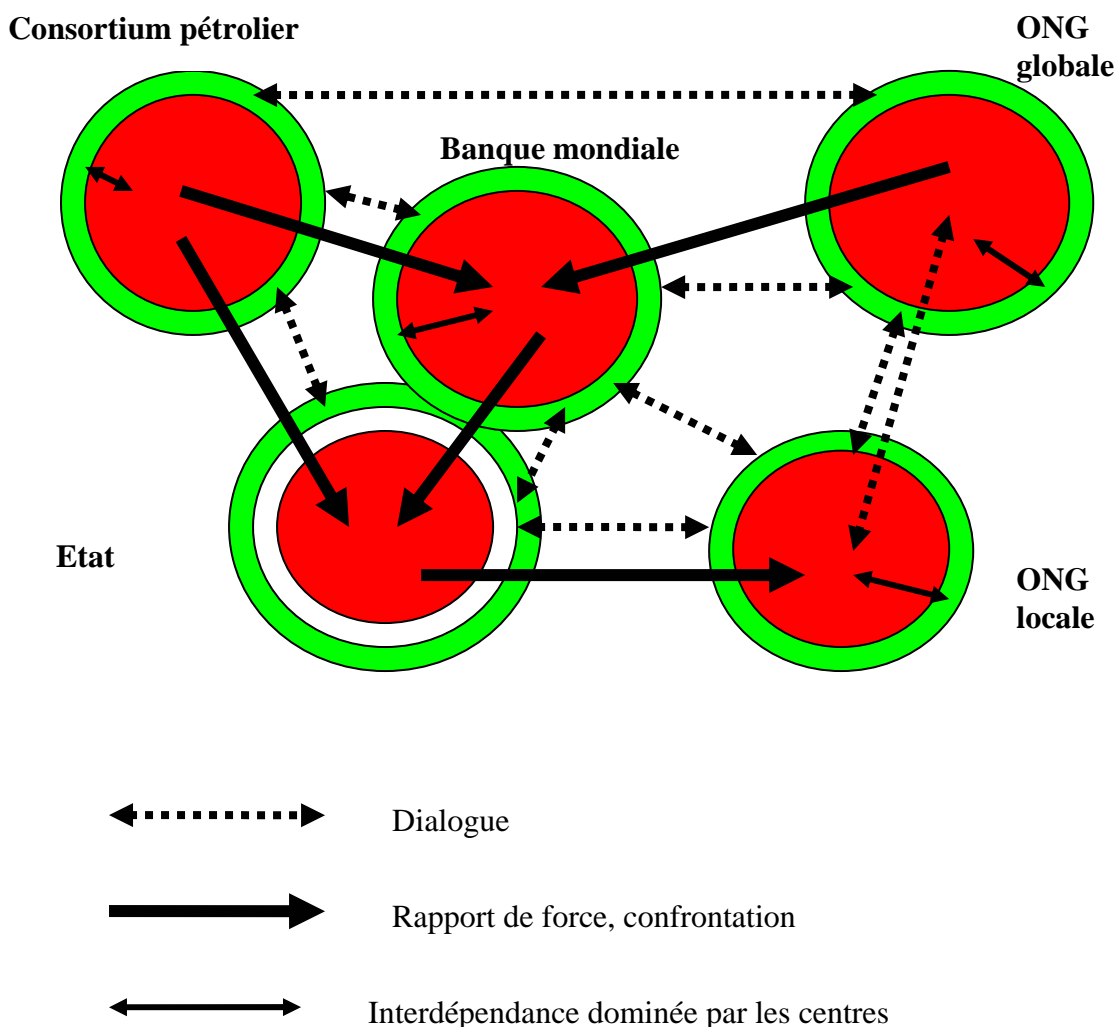 Consortium pétrolier
ONG
globale
Banque mondiale
Etat
ONG
locale
Dialogue
Rapport de force, confrontation
Interdépendance dominée par les centres